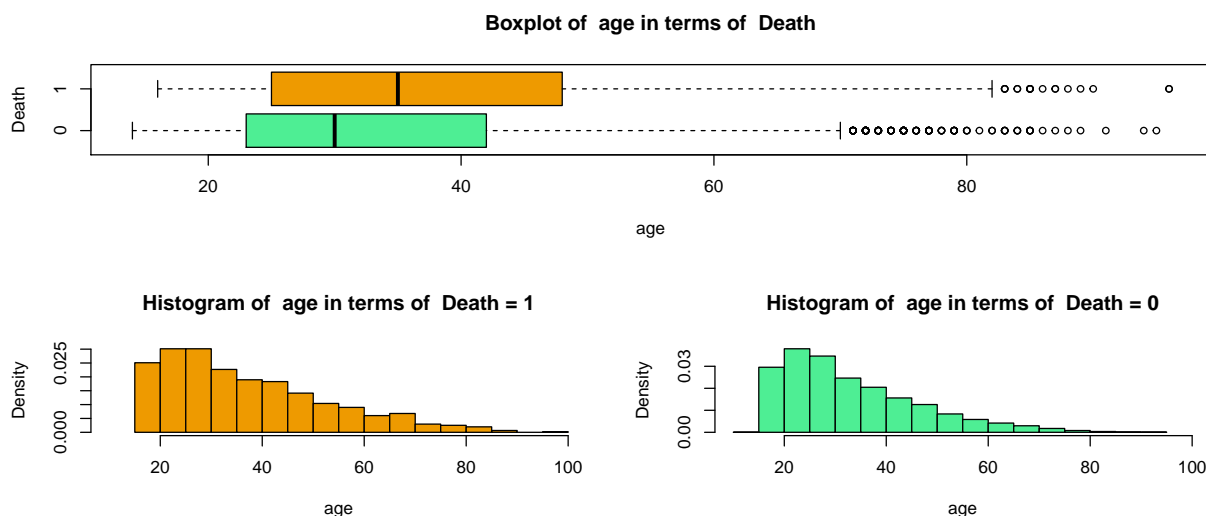 Boxplot of  age in terms of  Death
Death
1
0
20 40 60 80
age
Histogram of  age in terms of  Death = 1
Density
0.025
0.000
20 40 60 80 100
age
Histogram of  age in terms of  Death = 0
Density
0.03
0.00
20 40 60 80 100
age